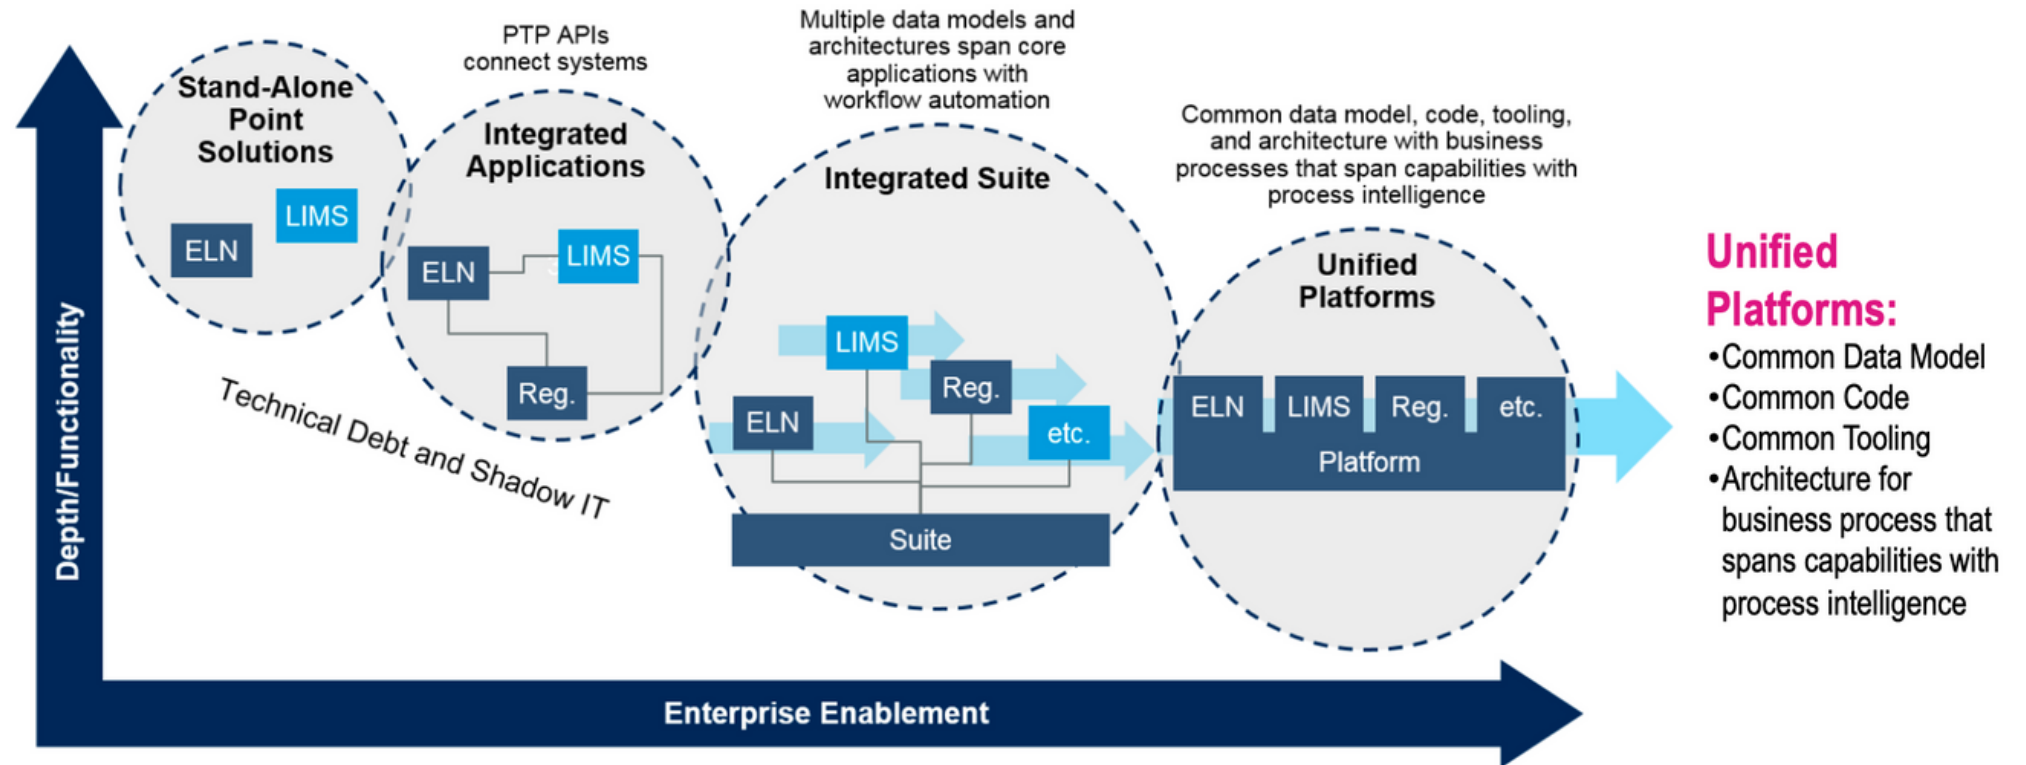 Stand-Alone
Point
Solutions
LIMS
ELN
PTP APIs
connect systems
Integrated
Applications
LIMS
ELN
Reg.
Technical Debt and Shadow IT
Multiple data models and
architectures span core
applications with
workflow automation
Integrated Suite
LIMS
Reg.
ELN
etc.
Suite
Common data model, code, tooling,
and architecture with business
processes that span capabilities with
process intelligence
Unified
Platforms
ELN
LIMS
Reg.
etc.
Platform
Unified
Platforms:
•Common Data Model
•Common Code
•Common Tooling
•Architecture for
business process that
spans capabilities with
process intelligence
Depth/Functionality
Enterprise Enablement